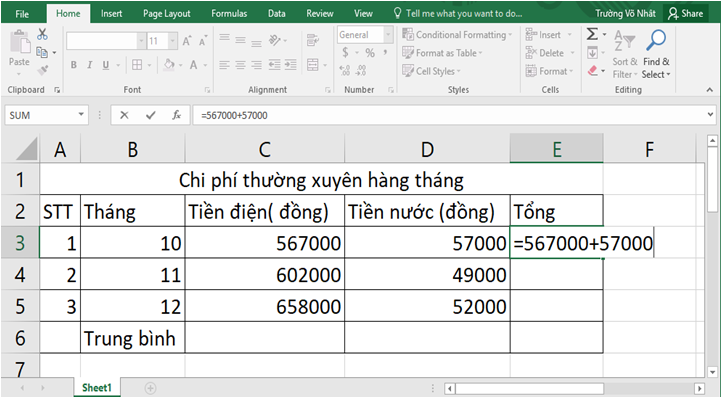 File Home Insert Page Layout Formulas Data Review View Tell me what you want to do... Trường Võ Nhất Share
Paste 11 A A General Conditional Formatting Insert Σ
B I U A $ % , Format as Table Delete Sort & Find &
Cell Styles Format Filter Select
Clipboard Font Alignment Number Styles Cells Editing
SUM fx =567000+57000
A B C D E F
1 Chi phí thường xuyên hàng tháng
2 STT Tháng Tiền điện( đồng) Tiền nước (đồng) Tổng
3 1 10 567000 57000 =567000+57000
4 2 11 602000 49000
5 3 12 658000 52000
6 Trung bình
7
Sheet1